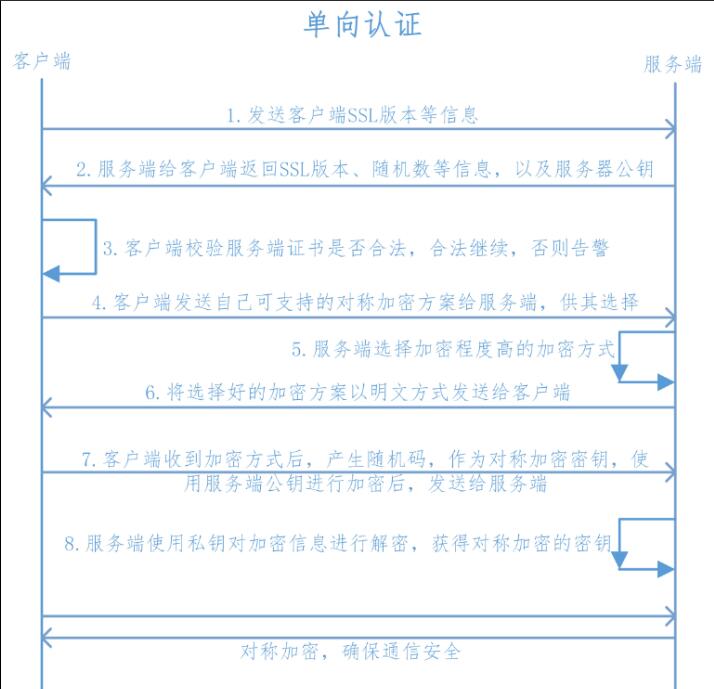 单向认证
客户端
服务端
1.发送客户端SSL版本等信息
2.服务端给客户端返回SSL版本、随机数等信息，以及服务器公钥
3.客户端校验服务端证书是否合法，合法继续，否则告警
4.客户端发送自己可支持的对称加密方案给服务端，供其选择
5.服务端选择加密程度高的加密方式
6.将选择好的加密方案以明文方式发送给客户端
7.客户端收到加密方式后，产生随机码，作为对称加密密钥，使
用服务端公钥进行加密后，发送给服务端
8.服务端使用私钥对加密信息进行解密，获得对称加密的密钥
对称加密，确保通信安全